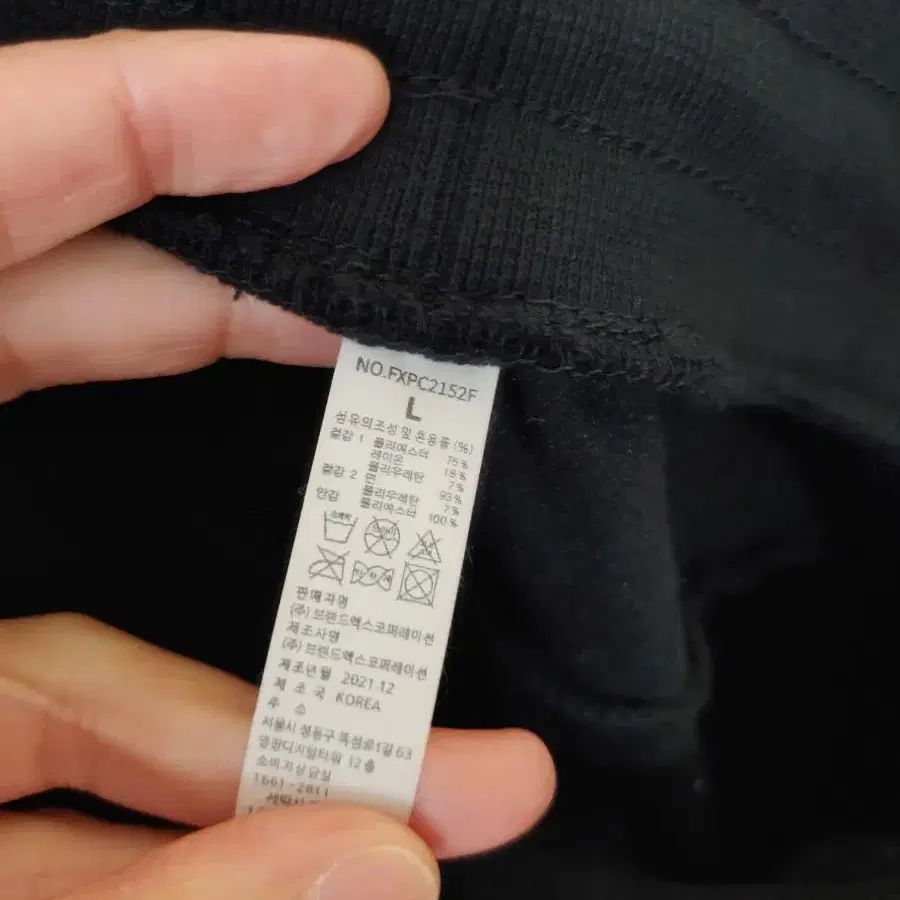 NO.FXPC2152F
L
섬유의조성 및 혼용률 (%)
겉감 1 폴리에스터 75%
레이온 18%
폴리우레탄 7%
겉감 2 면 93%
폴리우레탄 7%
안감 폴리에스터 100%
판매자명
(주) 브랜드엑스코퍼레이션
제조사명
(주) 브랜드엑스코퍼레이션
제조년월 2021.12
제 조 국 KOREA
주 소
서울시 성동구 뚝섬로1길 63
영창디지털타워 12층
소비자상담실
1661-2811